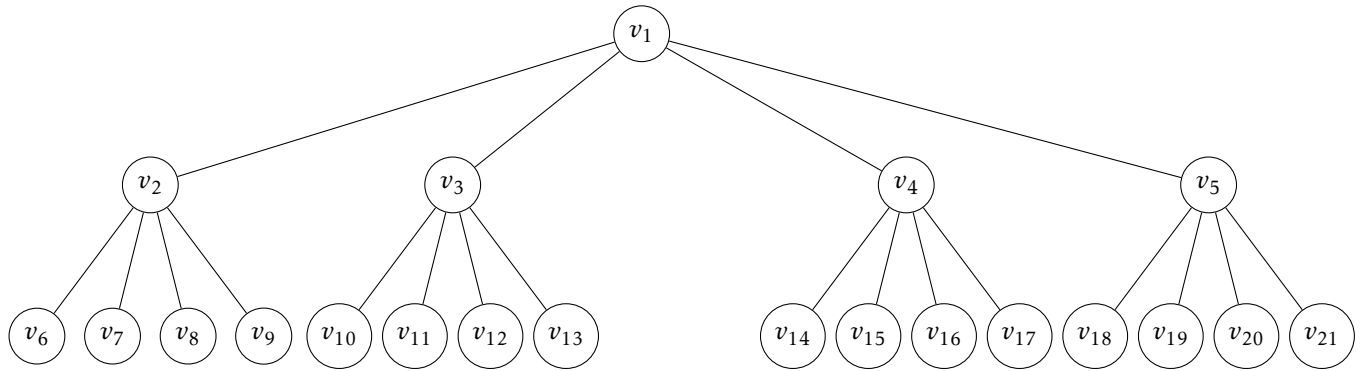 v₁
v₂ v₃ v₄ v₅
v₆ v₇ v₈ v₉ v₁₀ v₁₁ v₁₂ v₁₃ v₁₄ v₁₅ v₁₆ v₁₇ v₁₈ v₁₉ v₂₀ v₂₁